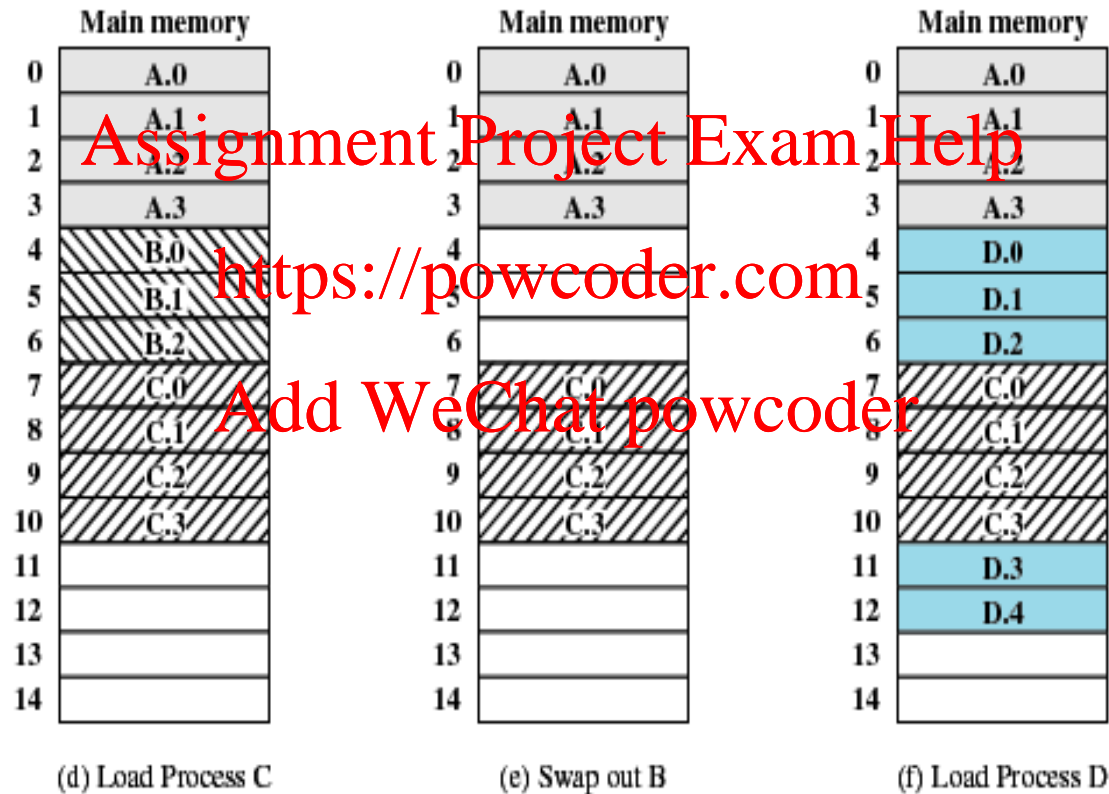 Main memory
0 A.0
1 A.1
2 A.2
3 A.3
4 B.0
5 B.1
6 B.2
7 C.0
8 C.1
9 C.2
10 C.3
11
12
13
14
(d) Load Process C
Main memory
0 A.0
1 A.1
2 A.2
3 A.3
4
5
6
7 C.0
8 C.1
9 C.2
10 C.3
11
12
13
14
(e) Swap out B
Main memory
0 A.0
1 A.1
2 A.2
3 A.3
4 D.0
5 D.1
6 D.2
7 C.0
8 C.1
9 C.2
10 C.3
11 D.3
12 D.4
13
14
(f) Load Process D
Assignment Project Exam Help
https://powcoder.com
Add WeChat powcoder